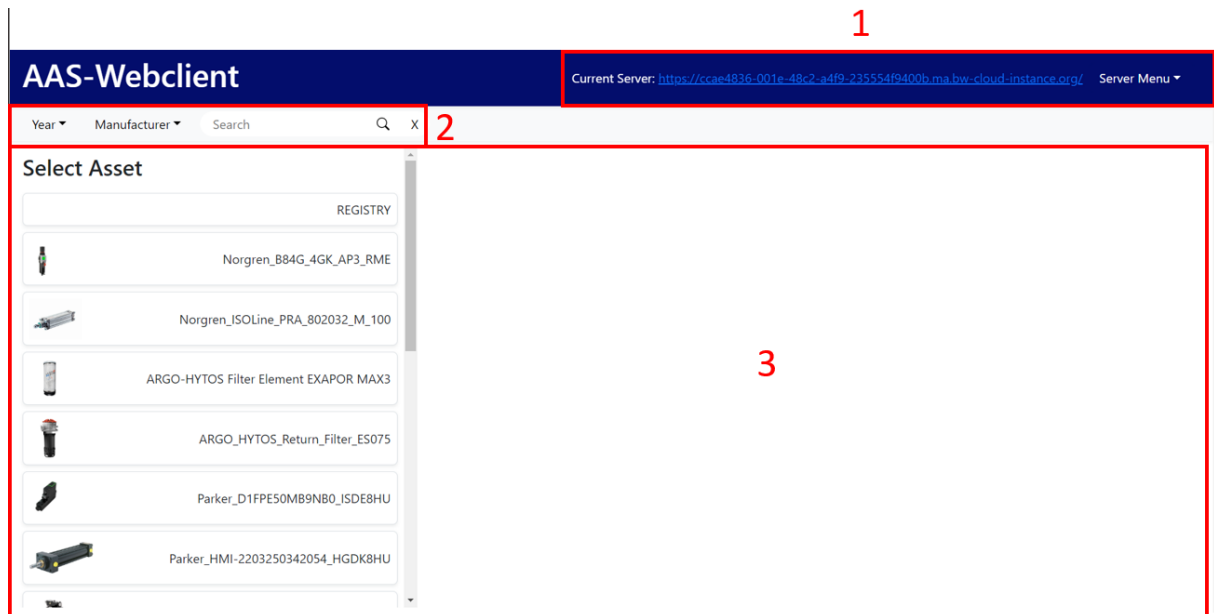 1
AAS-Webclient
Current Server: https://ccae4836-001e-48c2-a4f9-235554f9400b.ma.bw-cloud-instance.org/ Server Menu
Year Manufacturer Search X 2
Select Asset
REGISTRY
Norgren_B84G_4GK_AP3_RME
Norgren_ISOLine_PRA_802032_M_100
3
ARGO-HYTOS Filter Element EXAPOR MAX3
ARGO_HYTOS_Return_Filter_ES075
Parker_D1FPE50MB9NB0_ISDE8HU
Parker_HMI-2203250342054_HGDK8HU